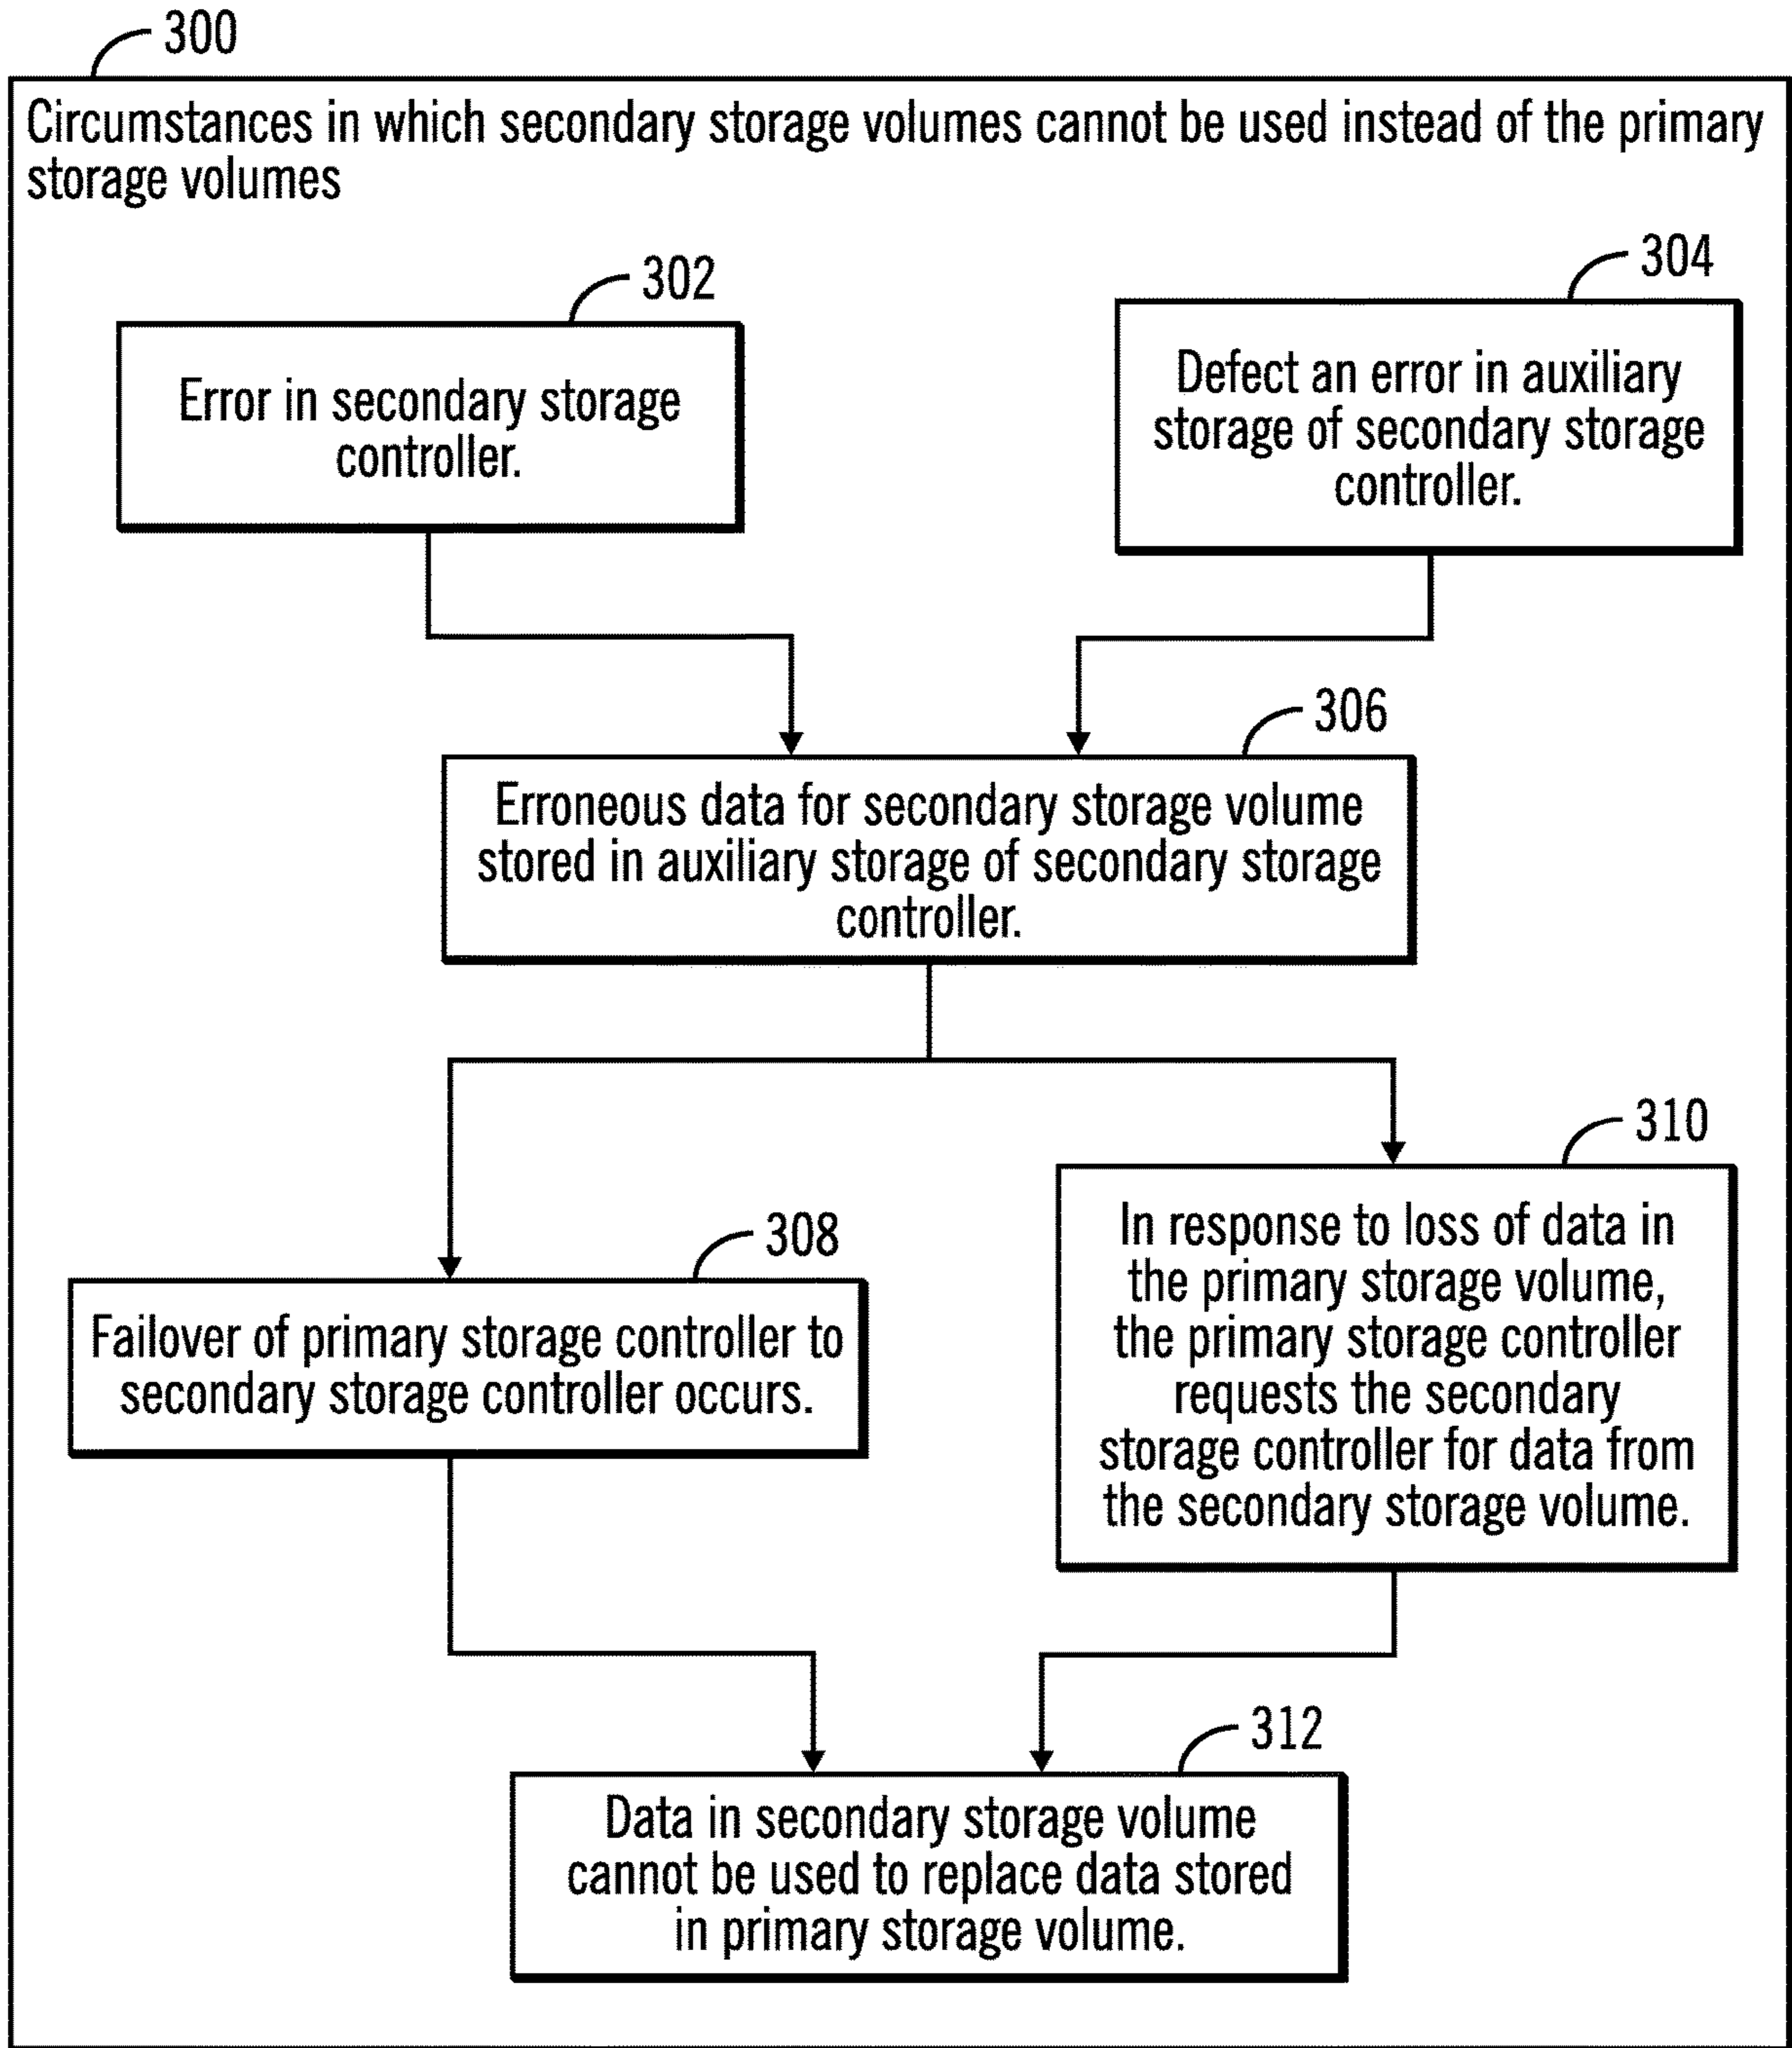 300
Circumstances in which secondary storage volumes cannot be used instead of the primary
storage volumes
302
Error in secondary storage
controller.
304
Defect an error in auxiliary
storage of secondary storage
controller.
306
Erroneous data for secondary storage volume
stored in auxiliary storage of secondary storage
controller.
308
Failover of primary storage controller to
secondary storage controller occurs.
310
In response to loss of data in
the primary storage volume,
the primary storage controller
requests the secondary
storage controller for data from
the secondary storage volume.
312
Data in secondary storage volume
cannot be used to replace data stored
in primary storage volume.